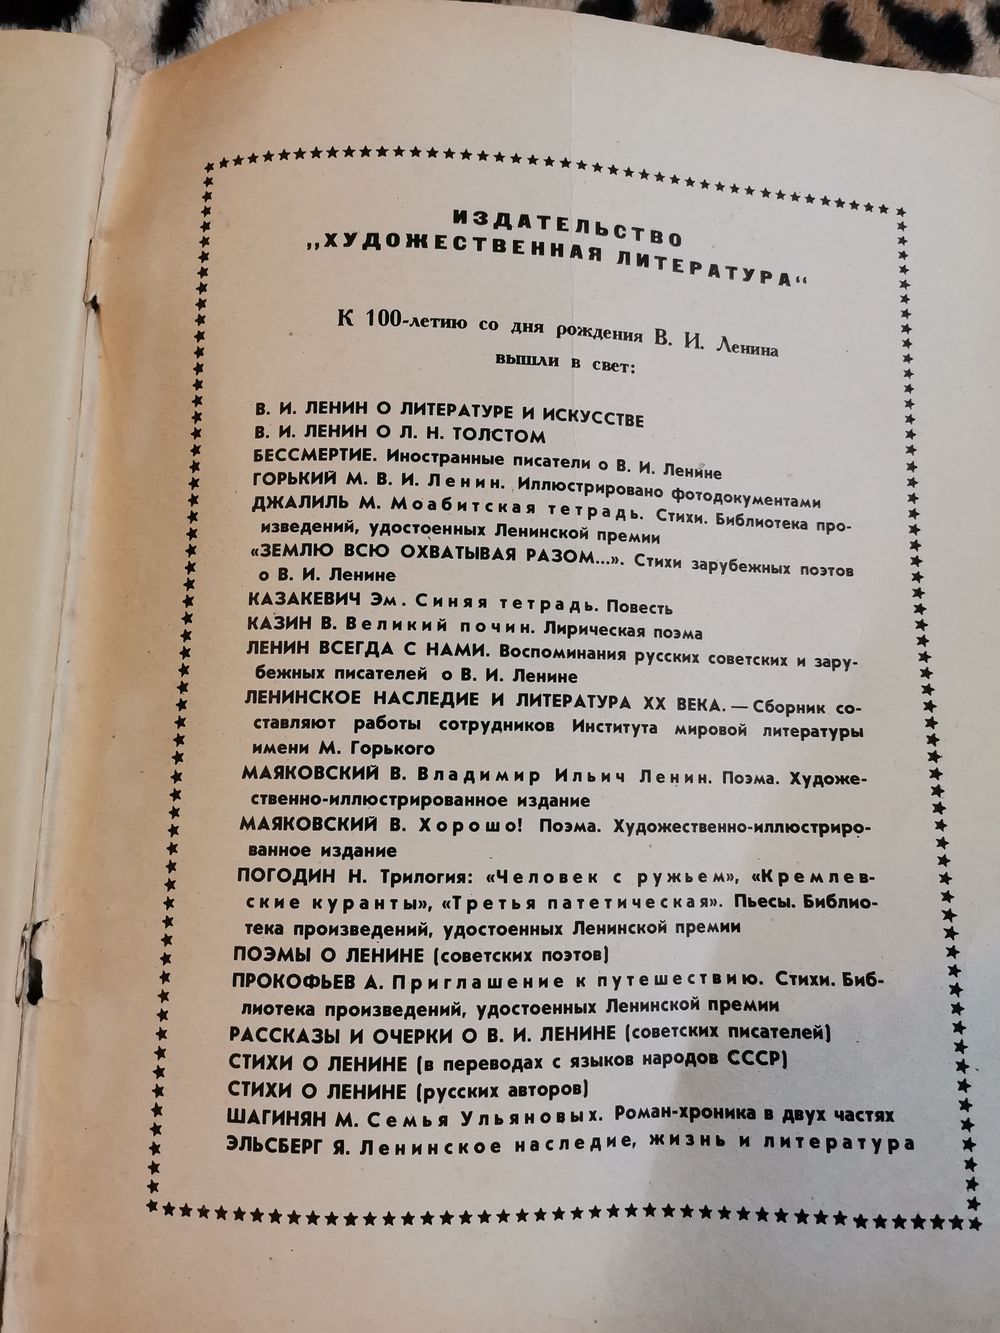 ИЗДАТЕЛЬСТВО
„ХУДОЖЕСТВЕННАЯ ЛИТЕРАТУРА“
К 100-летию со дня рождения В. И. Ленина
вышли в свет:
В. И. ЛЕНИН О ЛИТЕРАТУРЕ И ИСКУССТВЕ
В. И. ЛЕНИН О Л. Н. ТОЛСТОМ
БЕССМЕРТИЕ. Иностранные писатели о В. И. Ленине
ГОРЬКИЙ М. В. И. Ленин. Иллюстрировано фотодокументами
ДЖАЛИЛЬ М. Моабитская тетрадь. Стихи. Библиотека про-
изведений, удостоенных Ленинской премии
«ЗЕМЛЮ ВСЮ ОХВАТЫВАЯ РАЗОМ...». Стихи зарубежных поэтов
о В. И. Ленине
КАЗАКЕВИЧ Эм. Синяя тетрадь. Повесть
КАЗИН В. Великий почин. Лирическая поэма
ЛЕНИН ВСЕГДА С НАМИ. Воспоминания русских советских и зару-
бежных писателей о В. И. Ленине
ЛЕНИНСКОЕ НАСЛЕДИЕ И ЛИТЕРАТУРА XX ВЕКА. — Сборник со-
ставляют работы сотрудников Института мировой литературы
имени М. Горького
МАЯКОВСКИЙ В. Владимир Ильич Ленин. Поэма. Художе-
ственно-иллюстрированное издание
МАЯКОВСКИЙ В. Хорошо! Поэма. Художественно-иллюстриро-
ванное издание
ПОГОДИН Н. Трилогия: «Человек с ружьем», «Кремлев-
ские куранты», «Третья патетическая». Пьесы. Библио-
тека произведений, удостоенных Ленинской премии
ПОЭМЫ О ЛЕНИНЕ (советских поэтов)
ПРОКОФЬЕВ А. Приглашение к путешествию. Стихи. Биб-
лиотека произведений, удостоенных Ленинской премии
РАССКАЗЫ И ОЧЕРКИ О В. И. ЛЕНИНЕ (советских писателей)
СТИХИ О ЛЕНИНЕ (в переводах с языков народов СССР)
СТИХИ О ЛЕНИНЕ (русских авторов)
ШАГИНЯН М. Семья Ульяновых. Роман-хроника в двух частях
ЭЛЬСБЕРГ Я. Ленинское наследие, жизнь и литература